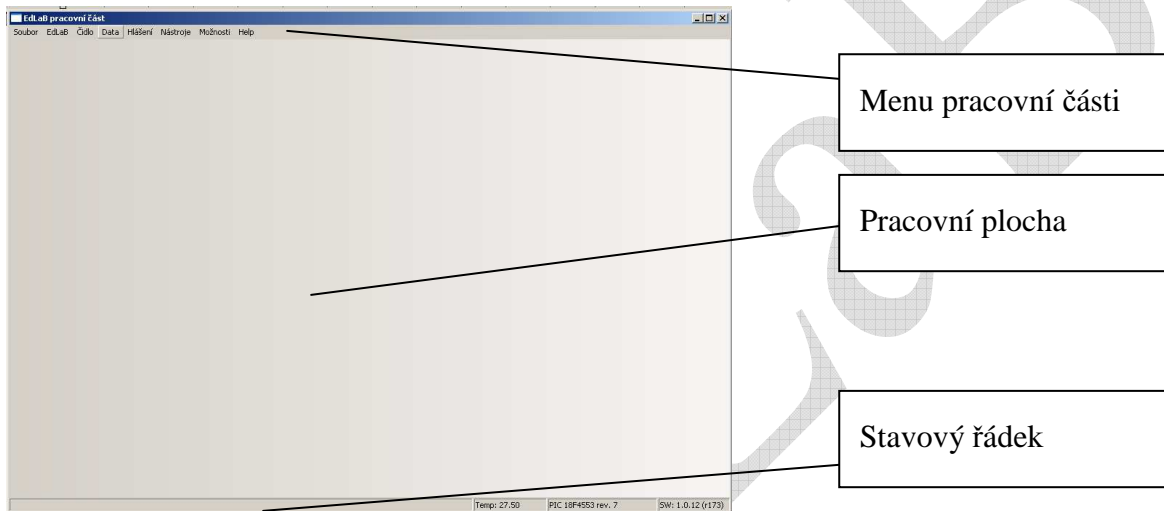 EdLaB pracovní část
Soubor EdLaB Čidlo Data Hlášení Nástroje Možnosti Help
Menu pracovní části
Pracovní plocha
Stavový řádek
Temp: 27.50 PIC 18F4553 rev. 7 SW: 1.0.12 (r173)